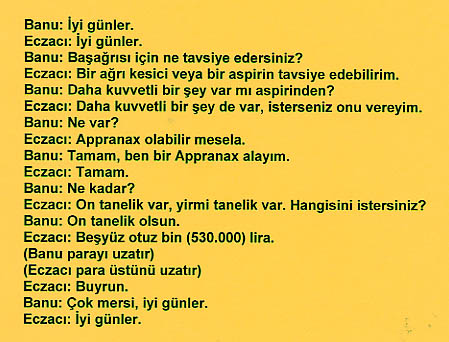 Banu: İyi günler.
Eczacı: İyi günler.
Banu: Başağrısı için ne tavsiye edersiniz?
Eczacı: Bir ağrı kesici veya bir aspirin tavsiye edebilirim.
Banu: Daha kuvvetli bir şey var mı aspirinden?
Eczacı: Daha kuvvetli bir şey de var, isterseniz onu vereyim.
Banu: Ne var?
Eczacı: Appranax olabilir mesela.
Banu: Tamam, ben bir Appranax alayım.
Eczacı: Tamam.
Banu: Ne kadar?
Eczacı: On tanelik var, yirmi tanelik var. Hangisini istersiniz?
Banu: On tanelik olsun.
Eczacı: Beşyüz otuz bin (530.000) lira.
(Banu parayı uzatır)
(Eczacı para üstünü uzatır)
Eczacı: Buyrun.
Banu: Çok mersi, iyi günler.
Eczacı: İyi günler.